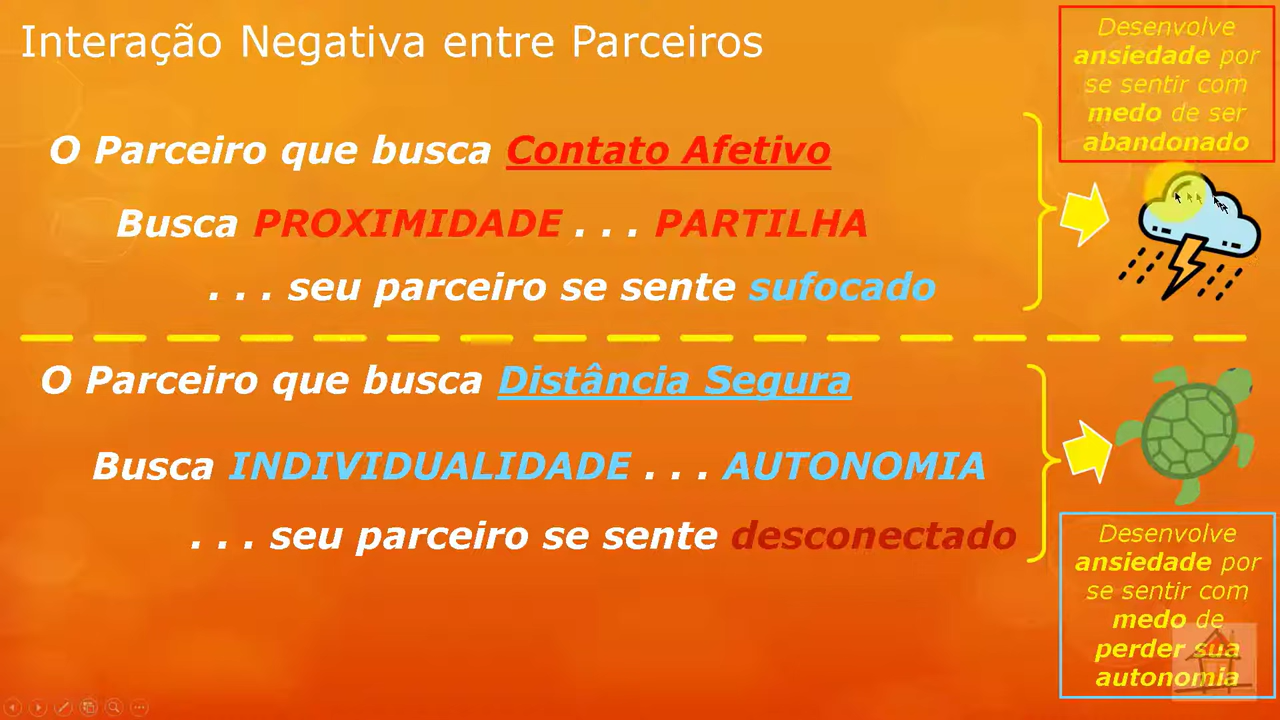 Interação Negativa entre Parceiros
Desenvolve
ansiedade por
se sentir com
medo de ser
abandonado
O Parceiro que busca Contato Afetivo
Busca PROXIMIDADE . . . PARTILHA
. . . seu parceiro se sente sufocado
O Parceiro que busca Distância Segura
Busca INDIVIDUALIDADE . . . AUTONOMIA
. . . seu parceiro se sente desconectado
Desenvolve
ansiedade por
se sentir com
medo de
perder sua
autonomia